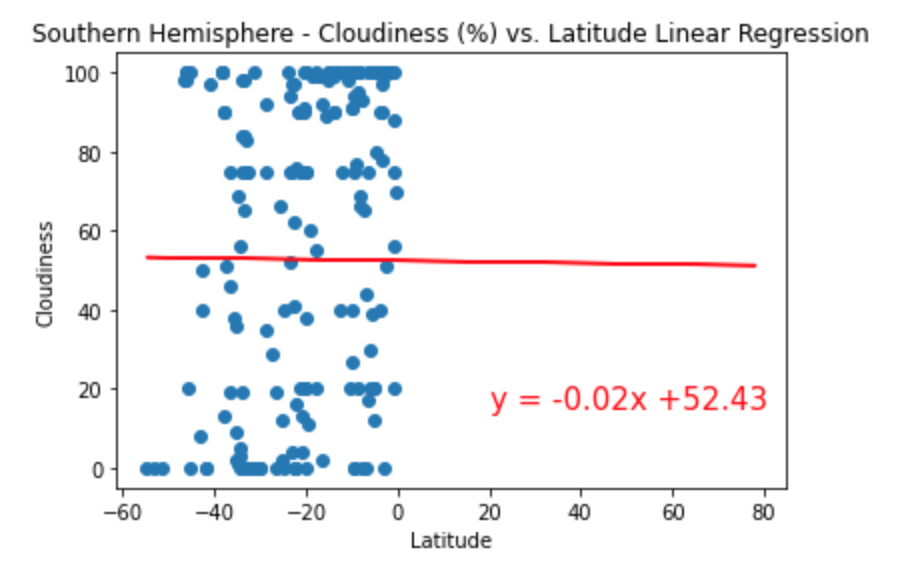 Southern Hemisphere - Cloudiness (%) vs. Latitude Linear Regression
100
80
60
40
20
0
Cloudiness
y = -0.02x +52.43
−60 −40 −20 0 20 40 60 80
Latitude